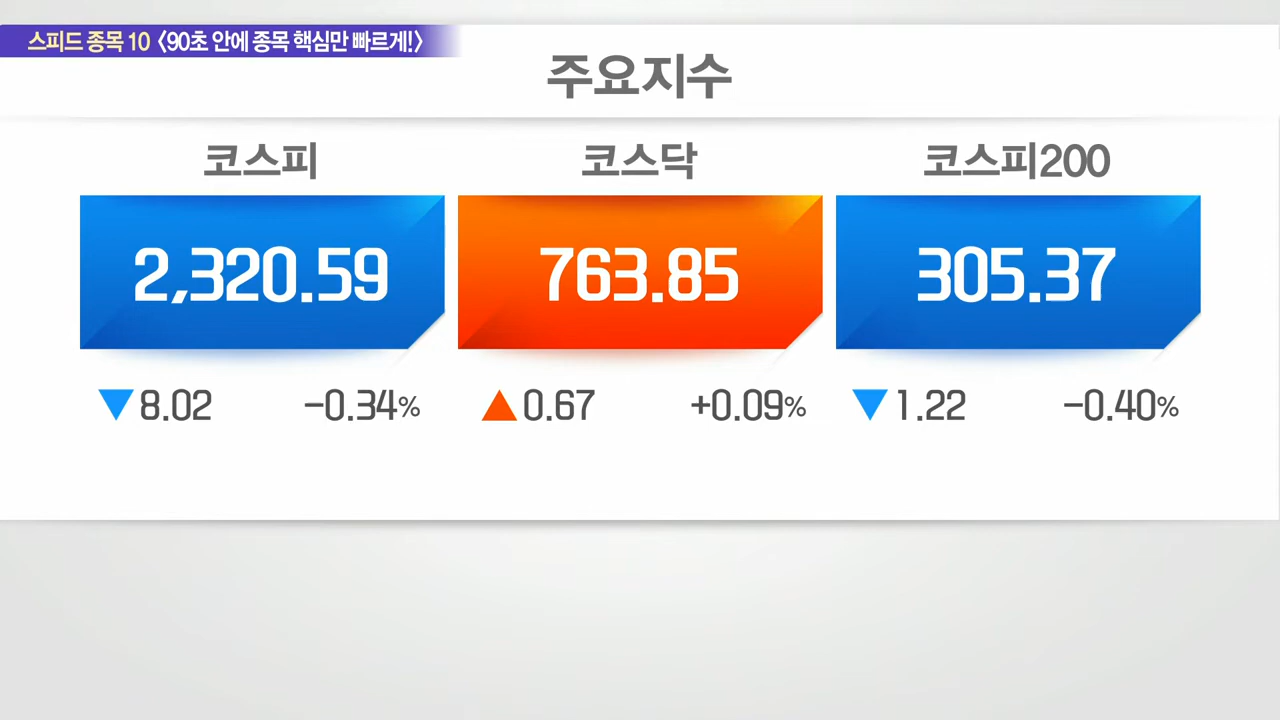 스피드 종목 10 <90초 안에 종목 핵심만 빠르게!>
주요지수
코스피 코스닥 코스피200
2,320.59 763.85 305.37
▼ 8.02 -0.34% ▲ 0.67 +0.09% ▼ 1.22 -0.40%